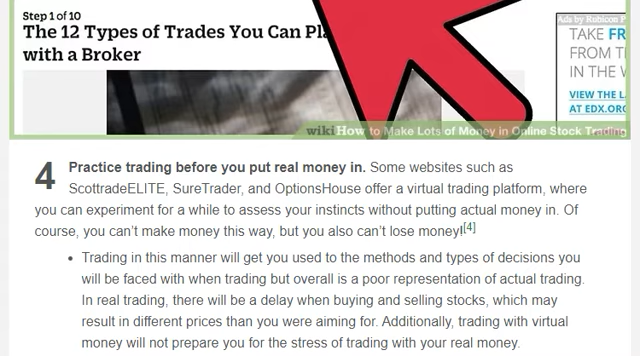 Step 1 of 10
The 12 Types of Trades You Can Pla
with a Broker
Ads by Rubicon P
TAKE FR
FROM T
IN THE W
VIEW THE L
AT EDX.ORG
wikiHow to Make Lots of Money in Online Stock Trading
4 Practice trading before you put real money in. Some websites such as
ScottradeELITE, SureTrader, and OptionsHouse offer a virtual trading platform, where
you can experiment for a while to assess your instincts without putting actual money in. Of
course, you can't make money this way, but you also can't lose money![4]
• Trading in this manner will get you used to the methods and types of decisions you
will be faced with when trading but overall is a poor representation of actual trading.
In real trading, there will be a delay when buying and selling stocks, which may
result in different prices than you were aiming for. Additionally, trading with virtual
money will not prepare you for the stress of trading with your real money.